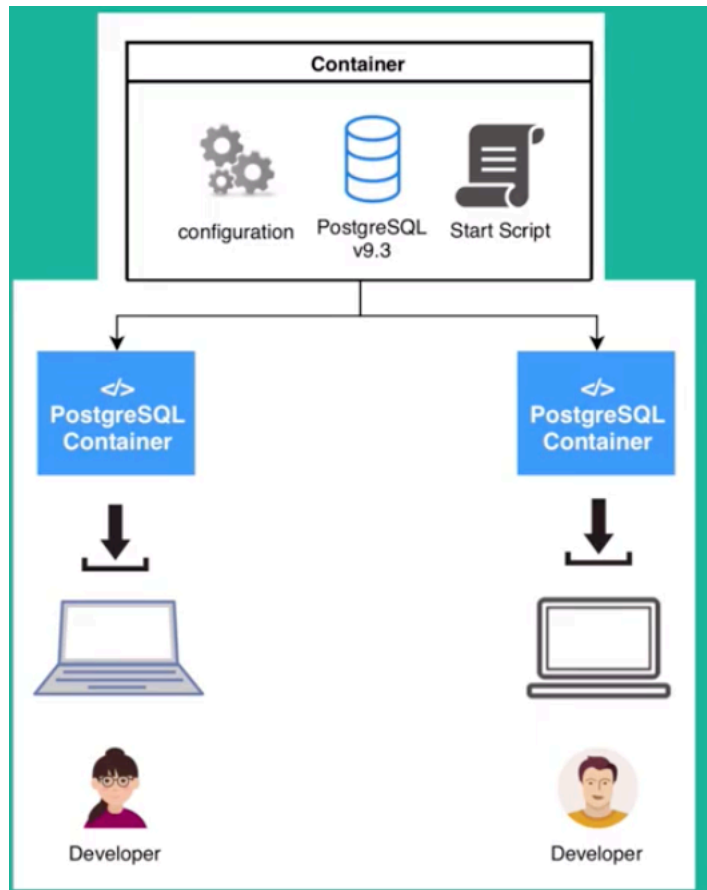 Container
configuration
PostgreSQL
v9.3
Start Script
</>
PostgreSQL
Container
</>
PostgreSQL
Container
Developer
Developer